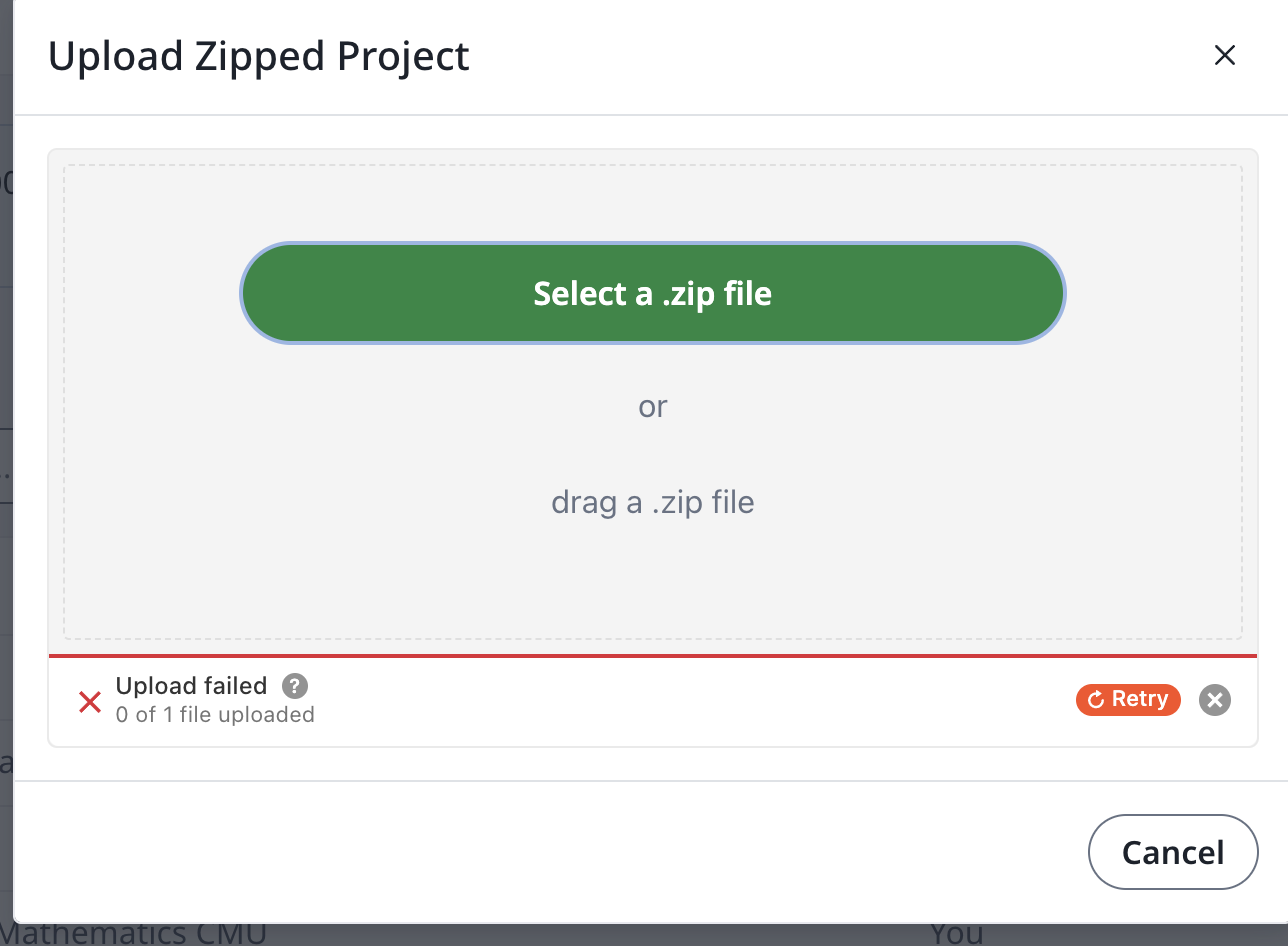 Upload Zipped Project
Select a .zip file
or
drag a .zip file
Upload failed ?
0 of 1 file uploaded
Retry
Cancel
Mathematics CMU
You